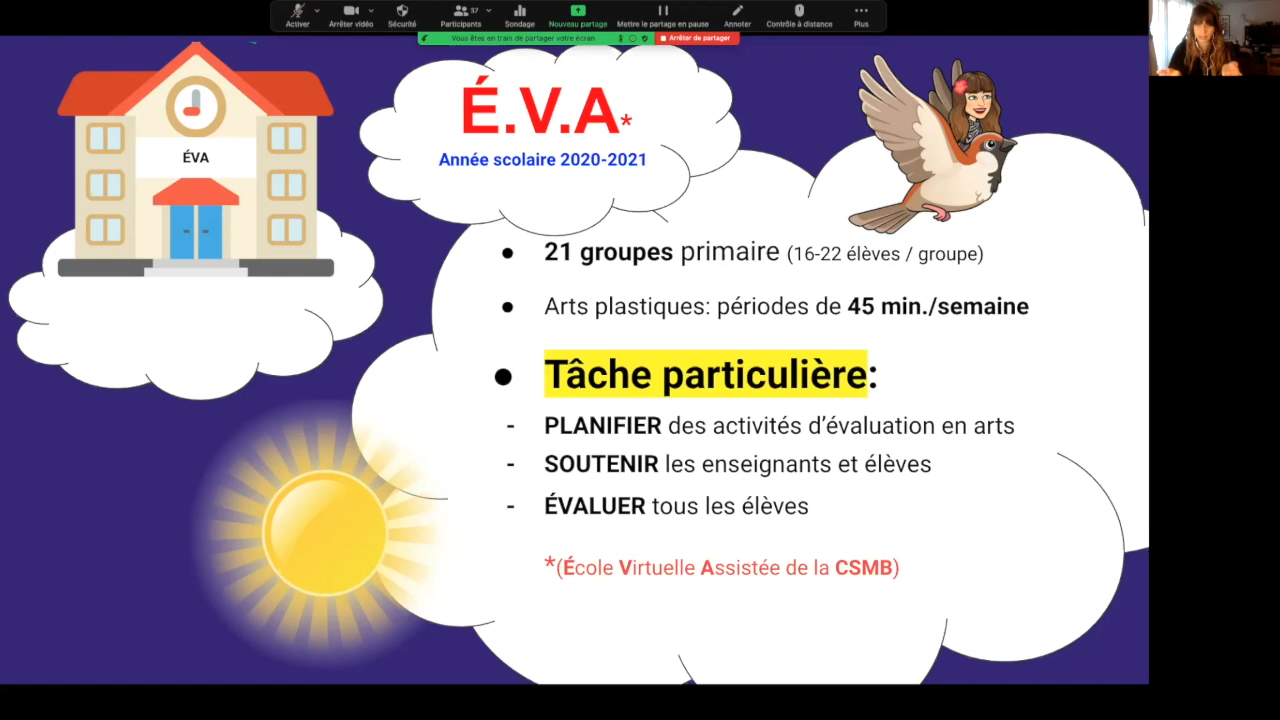 Activer
Arrêter vidéo
Sécurité
37
Participants
Sondage
Nouveau partage
Mettre le partage en pause
Annoter
Contrôle à distance
Plus
Vous êtes en train de partager votre écran
Arrêter de partager
É.V.A*
Année scolaire 2020-2021
ÉVA
● 21 groupes primaire (16-22 élèves / groupe)
● Arts plastiques: périodes de 45 min./semaine
● Tâche particulière:
- PLANIFIER des activités d’évaluation en arts
- SOUTENIR les enseignants et élèves
- ÉVALUER tous les élèves
*(École Virtuelle Assistée de la CSMB)